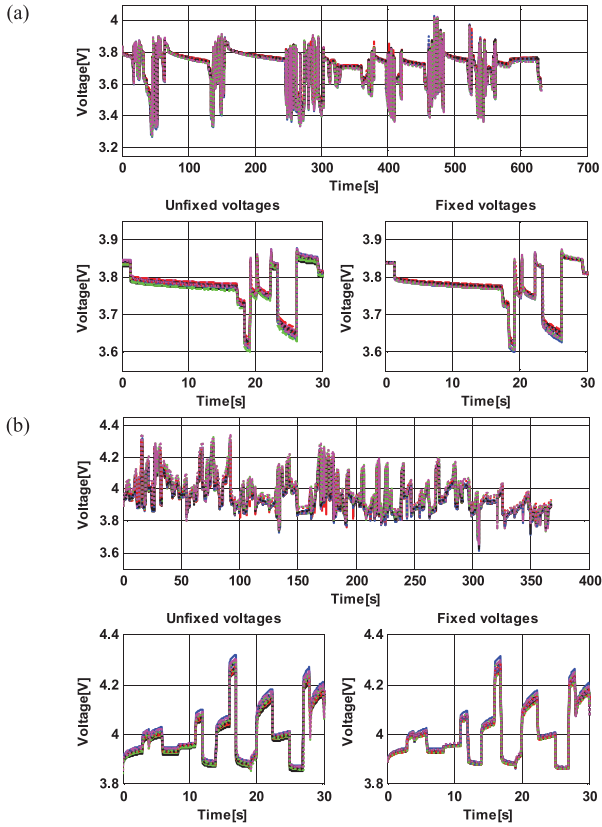 (a)
Voltage[V]
4
3.8
3.6
3.4
3.2
0 100 200 300 400 500 600 700
Time[s]
Unfixed voltages Fixed voltages
Voltage[V] Voltage[V]
3.9 3.9
3.8 3.8
3.7 3.7
3.6 3.6
0 10 20 30 0 10 20 30
Time[s] Time[s]
(b)
Voltage[V]
4.4
4.2
4
3.8
3.6
0 50 100 150 200 250 300 350 400
Time[s]
Unfixed voltages Fixed voltages
Voltage[V] Voltage[V]
4.4 4.4
4.2 4.2
4 4
3.8 3.8
0 10 20 30 0 10 20 30
Time[s] Time[s]